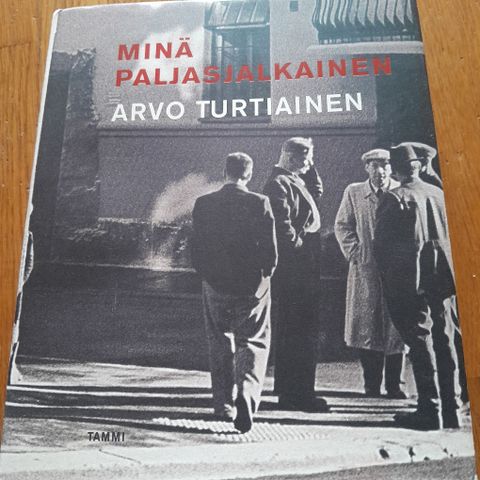 MINÄ
PALJASJALKAINEN
ARVO TURTIAINEN
TAMMI